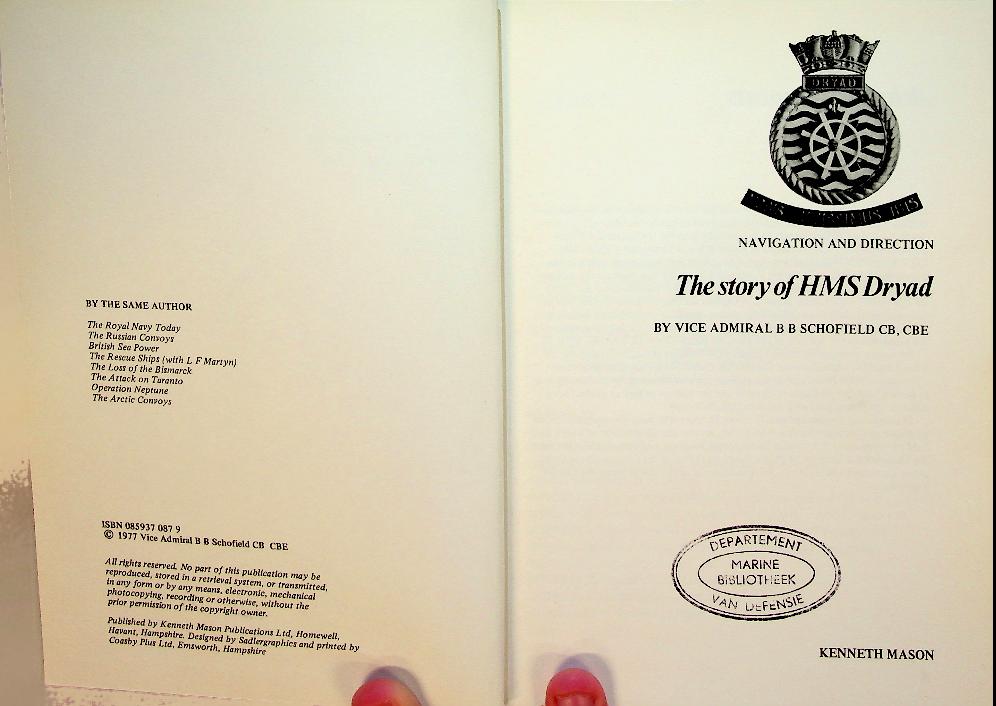 BY THE SAME AUTHOR
The Royal Navy Today
The Russian Convoys
British Sea Power
The Rescue Ships (with L F Martyn)
The Loss of the Bismarck
The Attack on Taranto
Operation Neptune
The Arctic Convoys
ISBN 085937 087 9
© 1977 Vice Admiral B B Schofield CB CBE
All rights reserved. No part of this publication may be
reproduced, stored in a retrieval system, or transmitted,
in any form or by any means, electronic, mechanical
photocopying, recording or otherwise, without the
prior permission of the copyright owner.
Published by Kenneth Mason Publications Ltd, Homewell,
Havant, Hampshire. Designed by Sadlergraphics and printed by
Coasby Plus Ltd, Emsworth, Hampshire
DRYAD
NAVIGATION AND DIRECTION
The story of HMS Dryad
BY VICE ADMIRAL B B SCHOFIELD CB, CBE
DEPARTEMENT
MARINE
BIBLIOTHEEK
VAN DEFENSIE
KENNETH MASON